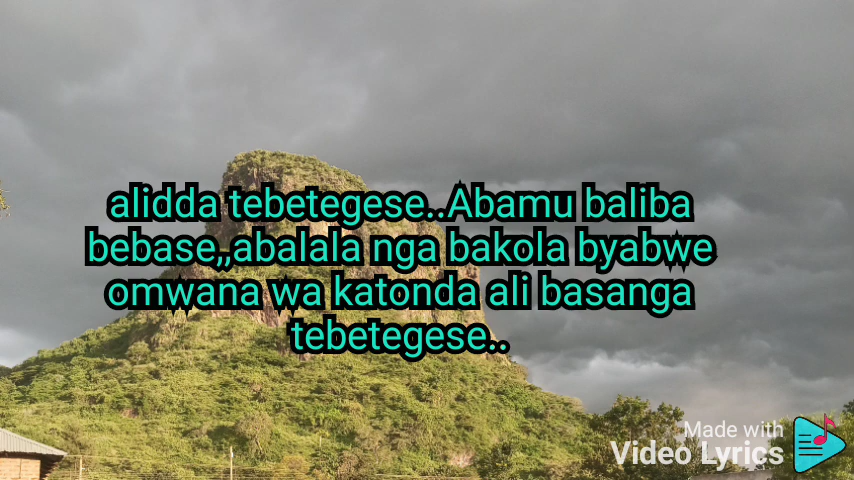 alidda tebetegese..Abamu baliba
bebase,,abalala nga bakola byabwe
omwana wa katonda ali basanga
tebetegese..
Made with
Video Lyrics